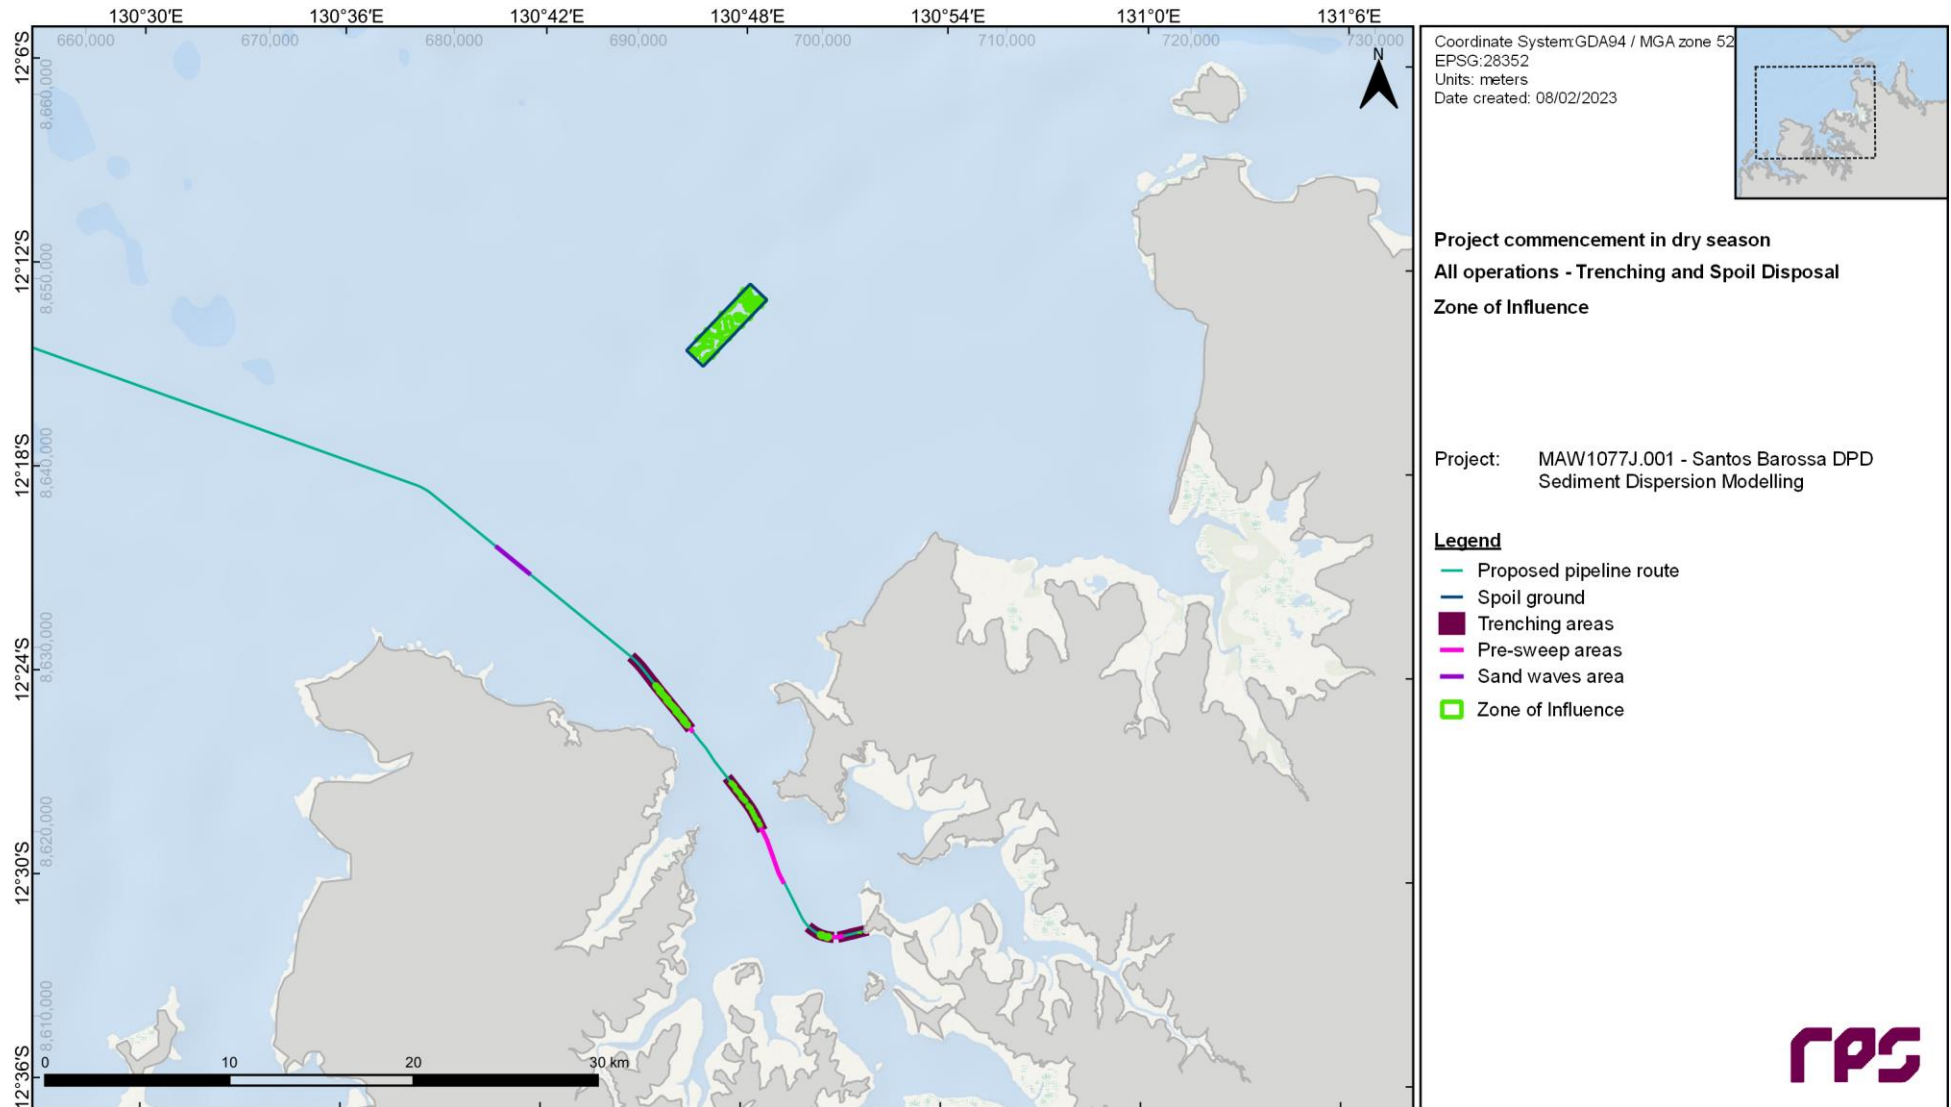 130°30'E 130°36'E 130°42'E 130°48'E 130°54'E 131°0'E 131°6'E
660,000 670,000 680,000 690,000 700,000 710,000 720,000 730,000
12°6'S
8,660,000
12°12'S
8,650,000
12°18'S
8,640,000
12°24'S
8,630,000
12°30'S
8,620,000
12°36'S
8,610,000
N
0 10 20 30 km
Coordinate System:GDA94 / MGA zone 52
EPSG:28352
Units: meters
Date created: 08/02/2023
Project commencement in dry season
All operations - Trenching and Spoil Disposal
Zone of Influence
Project: MAW1077J.001 - Santos Barossa DPD
Sediment Dispersion Modelling
Legend
Proposed pipeline route
Spoil ground
Trenching areas
Pre-sweep areas
Sand waves area
Zone of Influence
rps